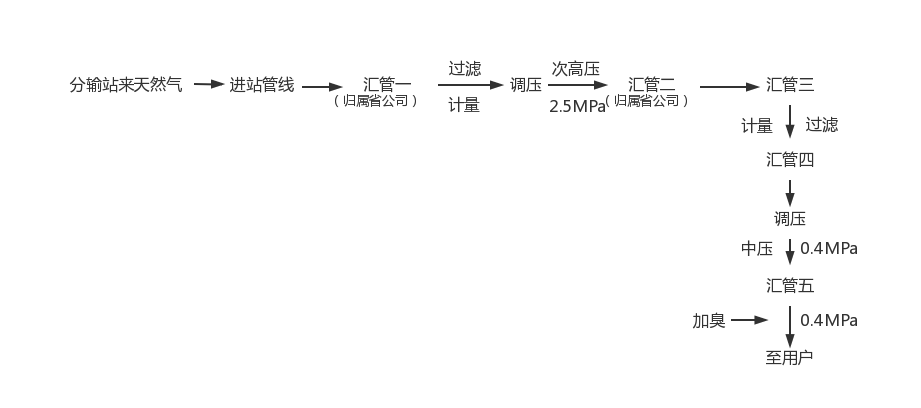 分输站来天然气
进站管线
汇管一
（归属省公司）
过滤
计量
调压
次高压
2.5MPa
汇管二
（归属省公司）
汇管三
计量
过滤
汇管四
调压
中压
0.4MPa
汇管五
加臭
0.4MPa
至用户